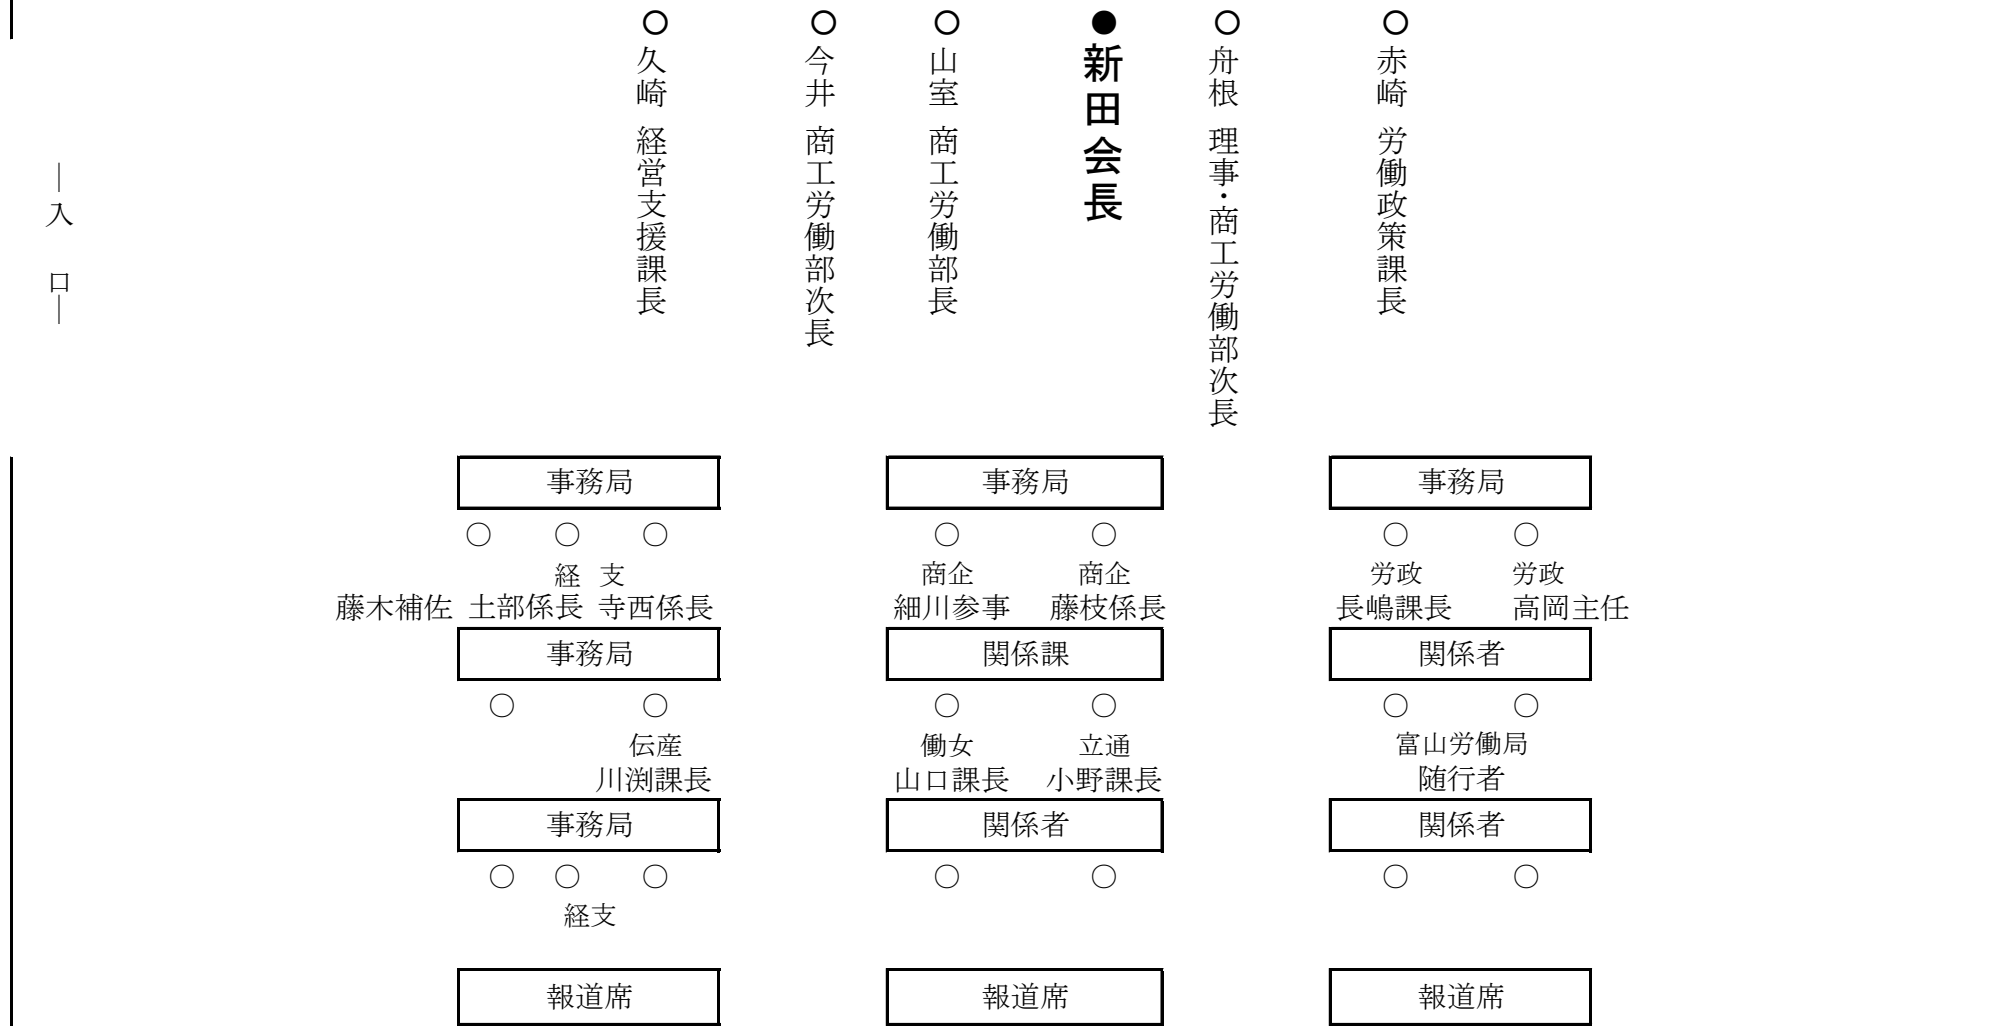 ●新田会長
○赤崎 労働政策課長
○舟根 理事・商工労働部次長
○山室 商工労働部長
○今井 商工労働部次長
○久崎 経営支援課長
―入 口―
事務局 事務局 事務局
○ ○ ○ ○ ○ ○ ○
経 支 商企 商企 労政 労政
藤木補佐 土部係長 寺西係長 細川参事 藤枝係長 長嶋課長 高岡主任
事務局 関係課 関係者
○ ○ ○ ○ ○ ○
伝産 働女 立通 富山労働局
川渕課長 山口課長 小野課長 随行者
事務局 関係者 関係者
○ ○ ○ ○ ○ ○ ○
経支
報道席 報道席 報道席